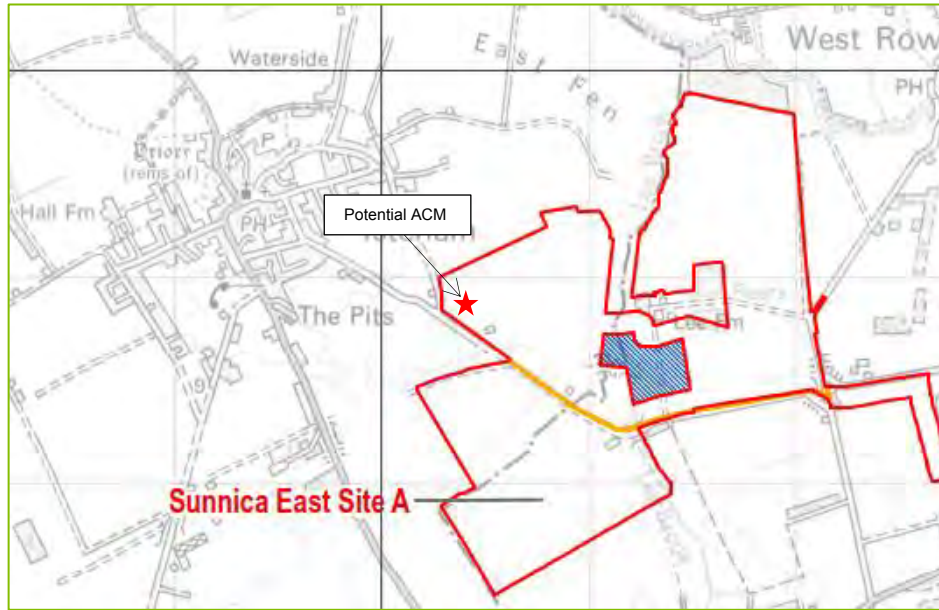 Waterside
East
Fen
West Row
PH
Priory
(rems of)
P
Hall Fm
PH
Potential ACM
The Pits
Lee Fm
Sunnica East Site A